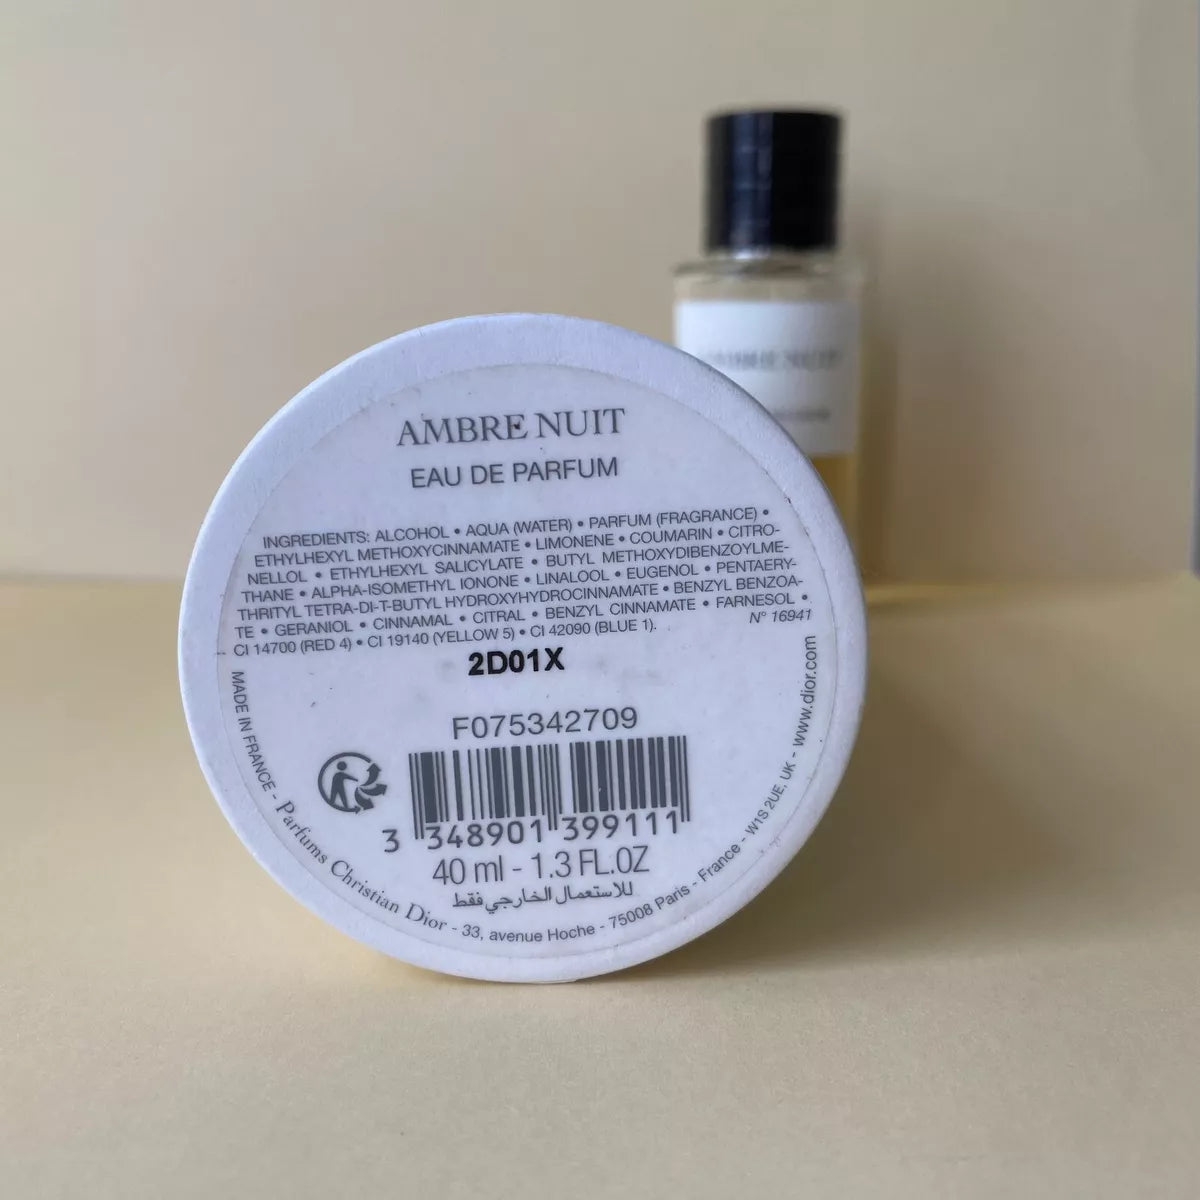 AMBRE NUIT
EAU DE PARFUM
INGREDIENTS: ALCOHOL • AQUA (WATER) • PARFUM (FRAGRANCE) •
ETHYLHEXYL METHOXYCINNAMATE • LIMONENE • COUMARIN • CITRO-
NELLOL • ETHYLHEXYL SALICYLATE • BUTYL METHOXYDIBENZOYLME-
THANE • ALPHA-ISOMETHYL IONONE • LINALOOL • EUGENOL • PENTAERY-
THRITYL TETRA-DI-T-BUTYL HYDROXYHYDROCINNAMATE • BENZYL BENZOA-
TE • GERANIOL • CINNAMAL • CITRAL • BENZYL CINNAMATE • FARNESOL •
CI 14700 (RED 4) • CI 19140 (YELLOW 5) • CI 42090 (BLUE 1).
N° 16941
2D01X
F075342709
3 348901 399111
40 ml - 1.3 FL.OZ
للاستعمال الخارجي فقط
MADE IN FRANCE - Parfums Christian Dior - 33, avenue Hoche - 75008 Paris - France - W1S 2UE, UK - www.dior.com
AMBRE NUIT